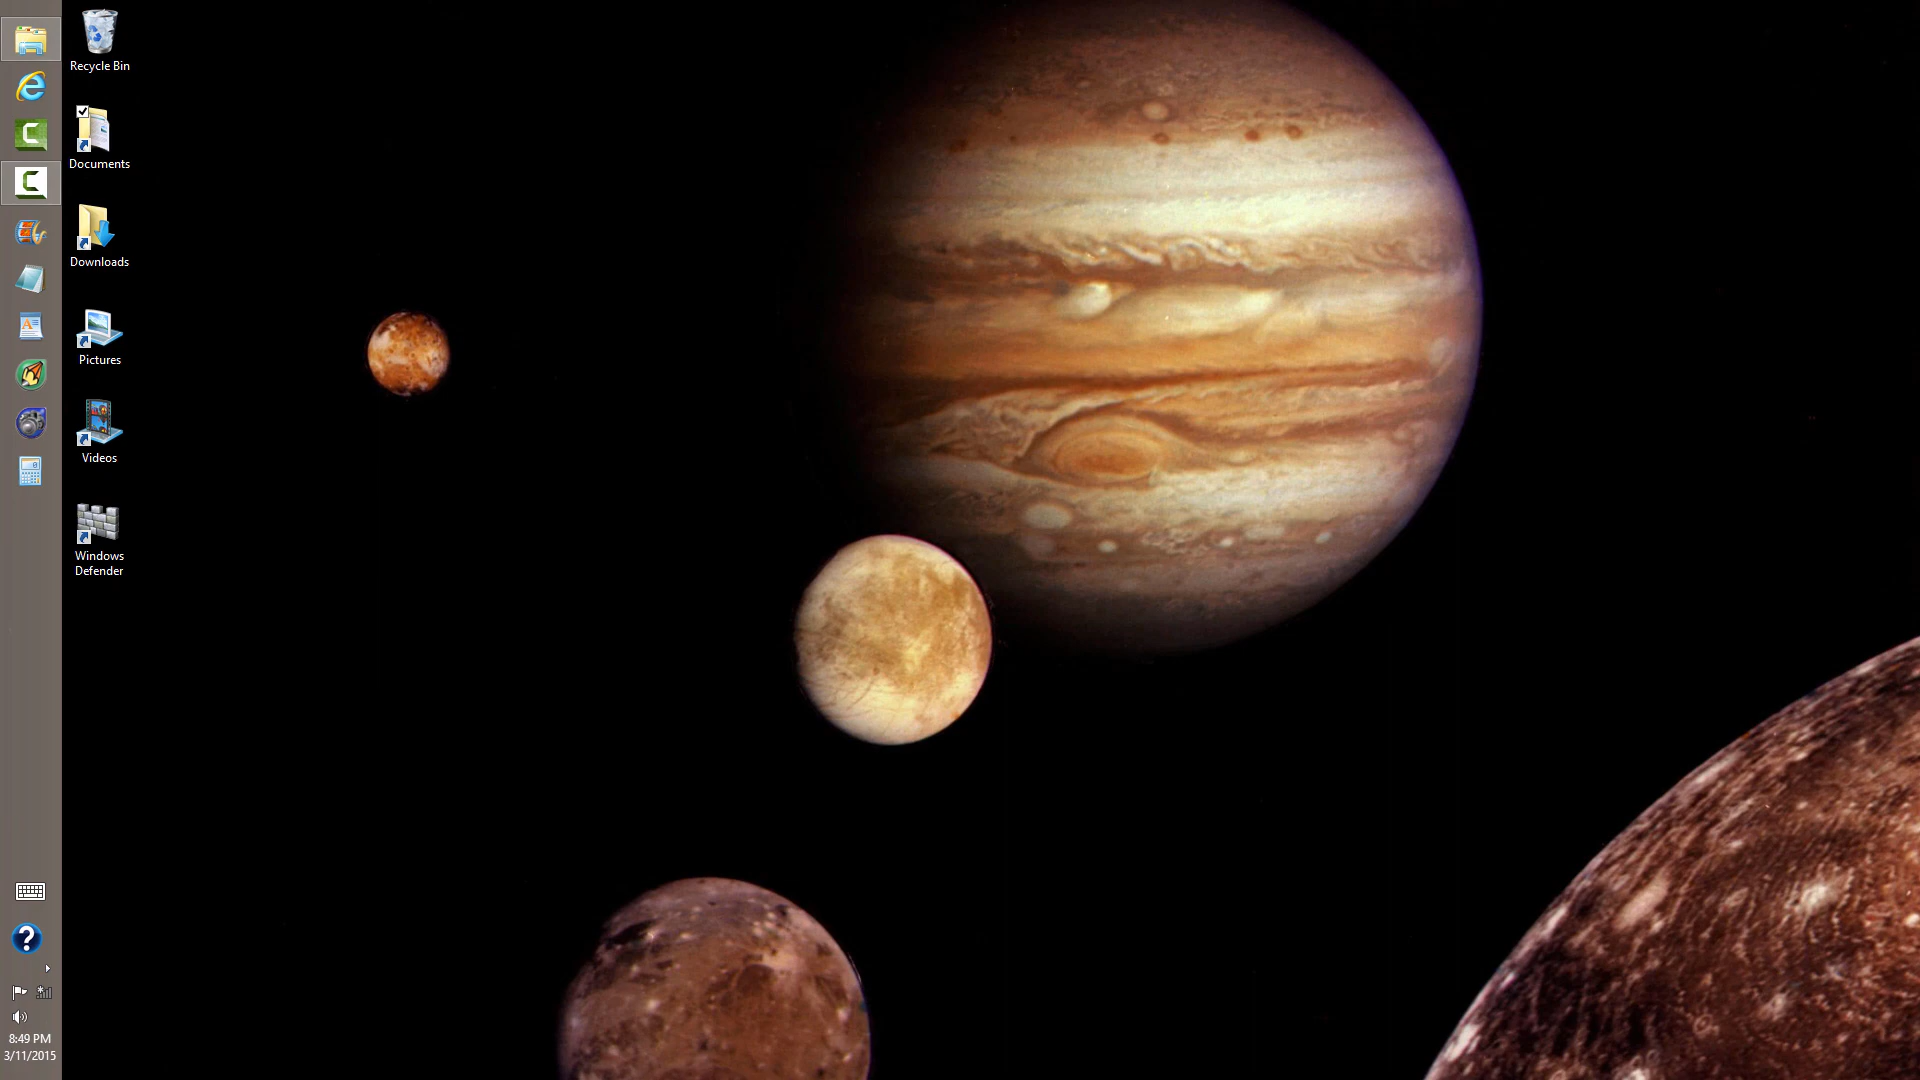 Recycle Bin
Documents
Downloads
Pictures
Videos
Windows
Defender
8:49 PM
3/11/2015